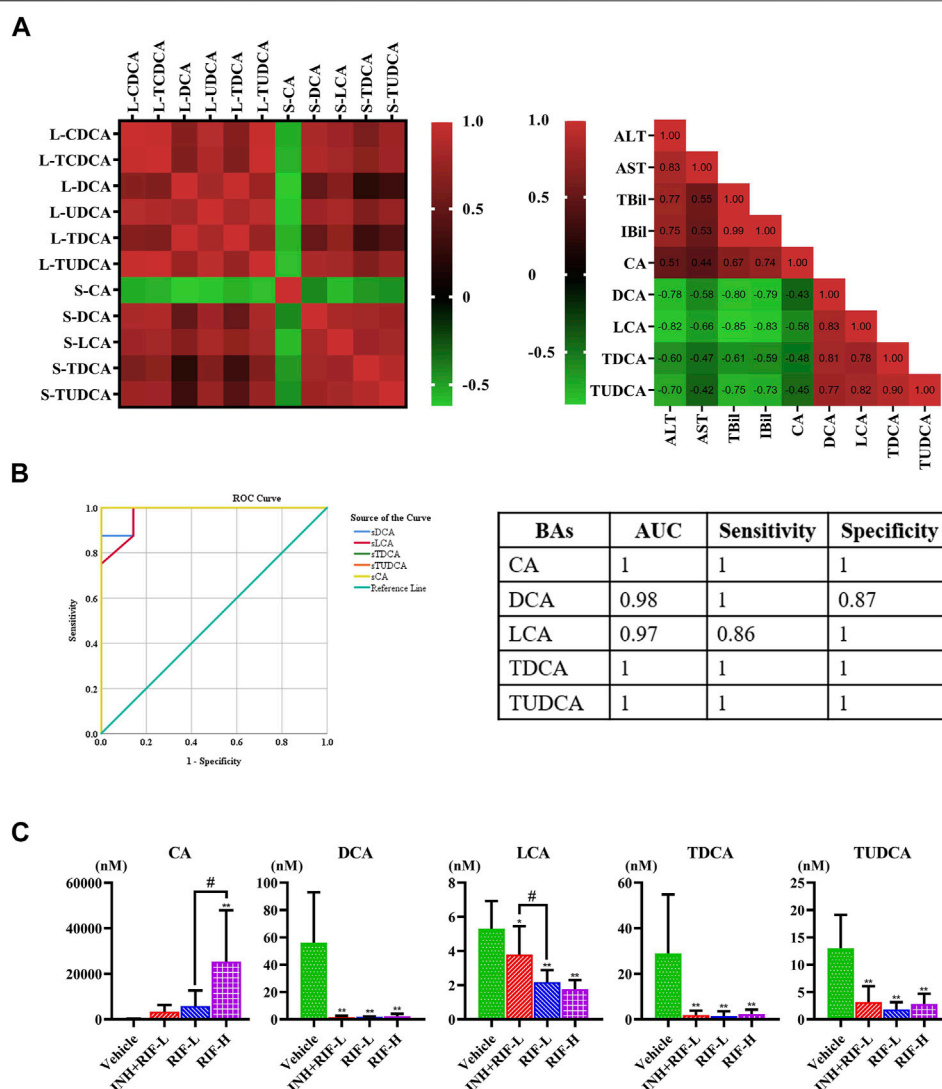 A
L-CDCA
L-TCDCA
L-DCA
L-UDCA
L-TDCA
L-TUDCA
S-CA
S-DCA
S-LCA
S-TDCA
S-TUDCA
L-CDCA
L-TCDCA
L-DCA
L-UDCA
L-TDCA
L-TUDCA
S-CA
S-DCA
S-LCA
S-TDCA
S-TUDCA
1.0
0.5
0
-0.5
1.0
0.5
0
-0.5
ALT 1.00
AST 0.83 1.00
TBil 0.77 0.55 1.00
IBil 0.75 0.53 0.99 1.00
CA 0.51 0.44 0.67 0.74 1.00
DCA -0.78 -0.58 -0.80 -0.79 -0.43 1.00
LCA -0.82 -0.66 -0.85 -0.83 -0.58 0.83 1.00
TDCA -0.60 -0.47 -0.61 -0.59 -0.48 0.81 0.78 1.00
TUDCA -0.70 -0.42 -0.75 -0.73 -0.45 0.77 0.82 0.90 1.00
ALT AST TBil IBil CA DCA LCA TDCA TUDCA
B
ROC Curve
Sensitivity
1.0
0.8
0.6
0.4
0.2
0.0
0.0 0.2 0.4 0.6 0.8 1.0
1 - Specificity
Source of the Curve
sDCA
sLCA
sTDCA
sTUDCA
sCA
Reference Line
BAs AUC Sensitivity Specificity
CA 1 1 1
DCA 0.98 1 0.87
LCA 0.97 0.86 1
TDCA 1 1 1
TUDCA 1 1 1
C
CA
(nM)
60000
40000
20000
0
#
**
Vehicle INH+RIF-L RIF-L RIF-H
DCA
(nM)
100
80
60
40
20
0
** ** **
Vehicle INH+RIF-L RIF-L RIF-H
LCA
(nM)
8
6
4
2
0
#
* ** **
Vehicle INH+RIF-L RIF-L RIF-H
TDCA
(nM)
60
40
20
0
** ** **
Vehicle INH+RIF-L RIF-L RIF-H
TUDCA
(nM)
25
20
15
10
5
0
** ** **
Vehicle INH+RIF-L RIF-L RIF-H